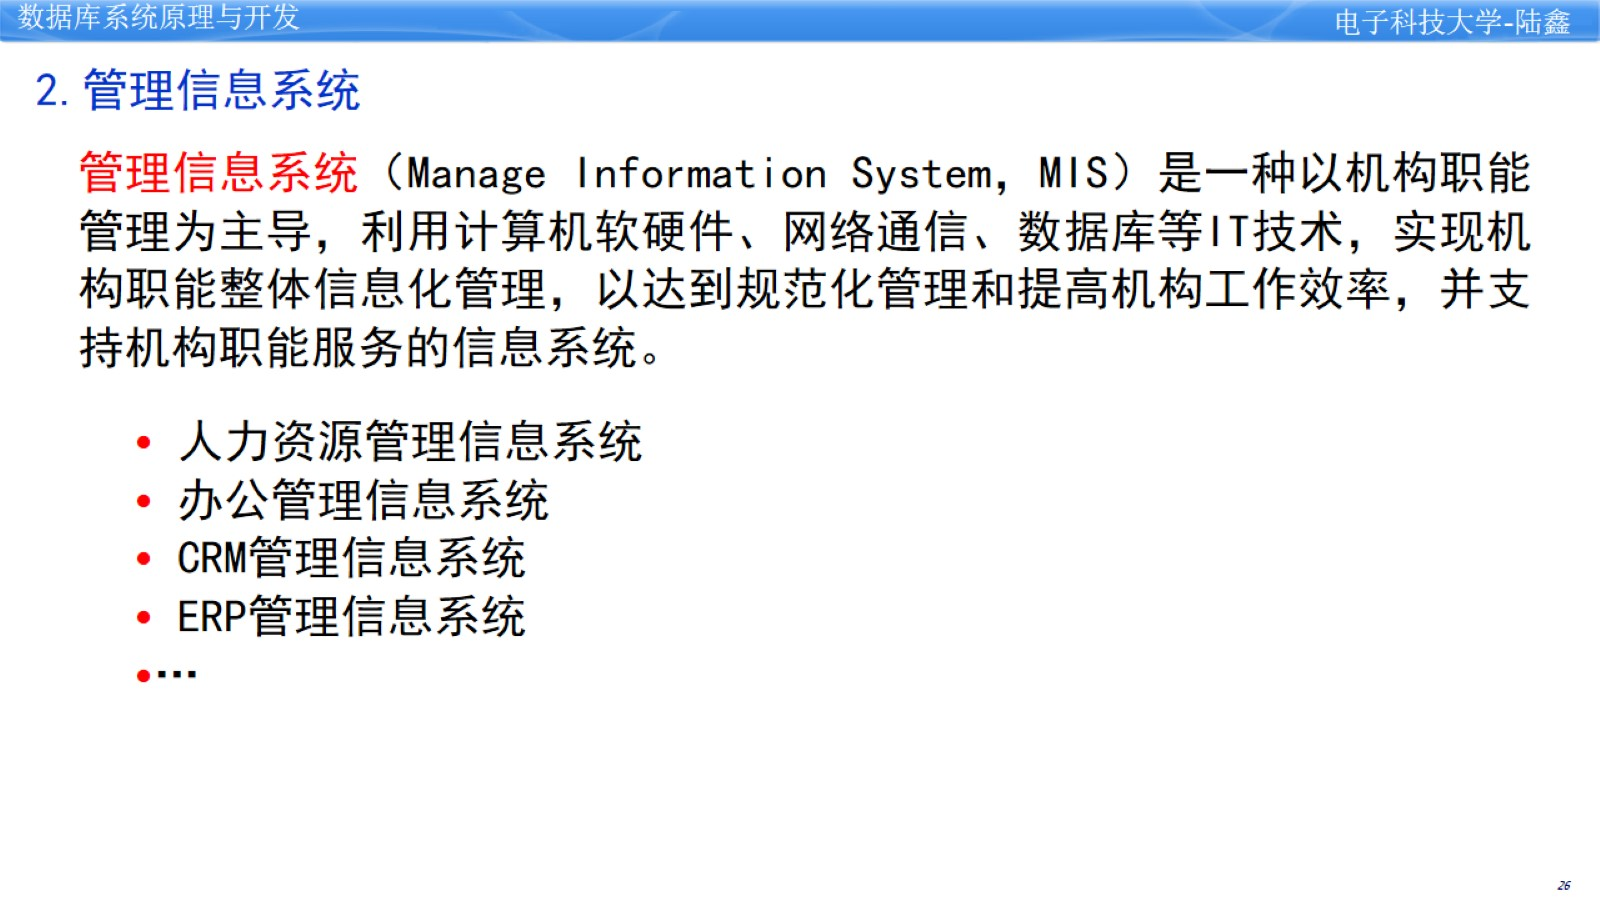 数据库系统原理与开发
电子科技大学-陆鑫
2. 管理信息系统
管理信息系统（Manage Information System，MIS）是一种以机构职能
管理为主导，利用计算机软硬件、网络通信、数据库等IT技术，实现机
构职能整体信息化管理，以达到规范化管理和提高机构工作效率，并支
持机构职能服务的信息系统。
• 人力资源管理信息系统
• 办公管理信息系统
• CRM管理信息系统
• ERP管理信息系统
•…
26